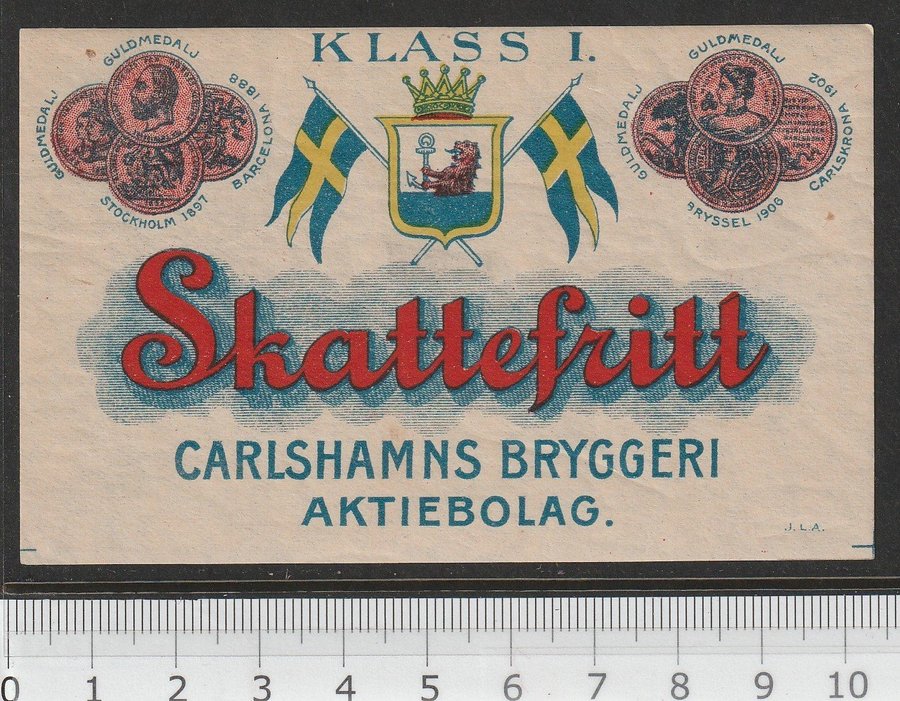 KLASS I.
GULDMEDALJ
GULDMEDALJ
BARCELONA 1888
STOCKHOLM 1897
GULDMEDALJ
GULDMEDALJ
CARLSKRONA 1902
BRYSSEL 1906
Skattefritt
CARLSHAMNS BRYGGERI
AKTIEBOLAG.
J.L.A.
0 1 2 3 4 5 6 7 8 9 10